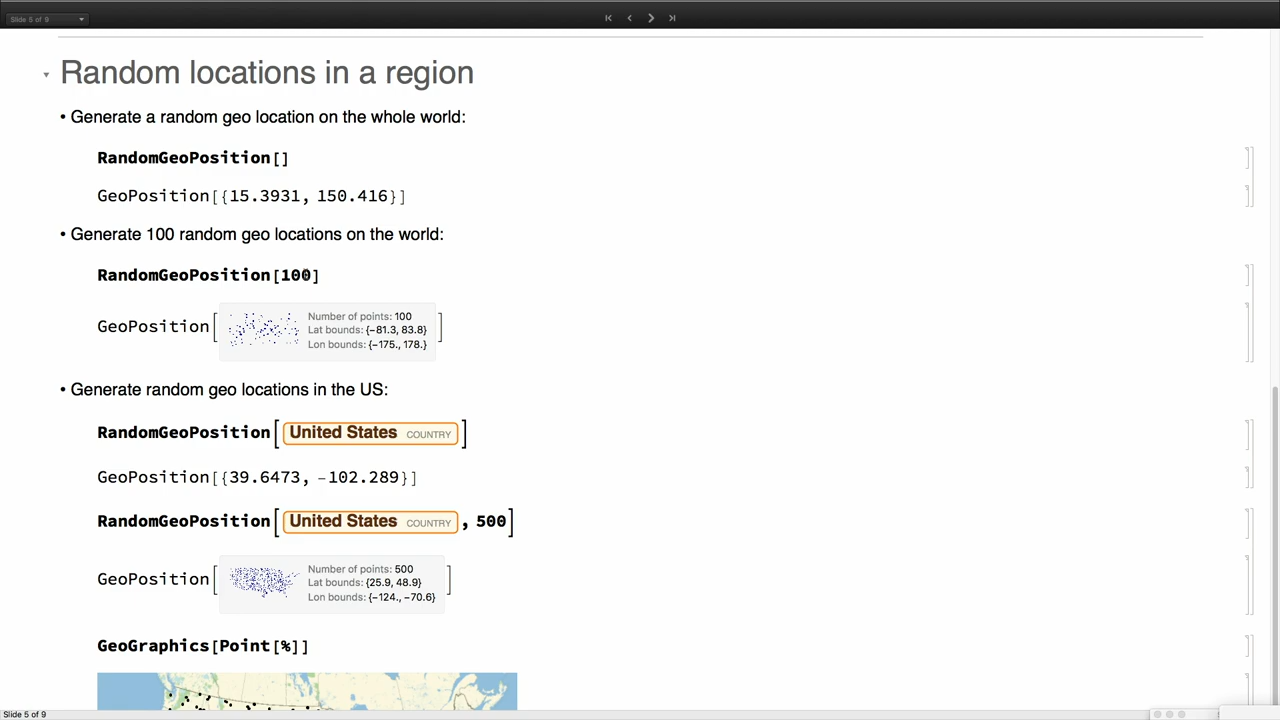 Slide 5 of 9
Random locations in a region
• Generate a random geo location on the whole world:
RandomGeoPosition[]
GeoPosition[{15.3931, 150.416}]
• Generate 100 random geo locations on the world:
RandomGeoPosition[100]
GeoPosition[ Number of points: 100
Lat bounds: {-81.3, 83.8}
Lon bounds: {-175., 178.} ]
• Generate random geo locations in the US:
RandomGeoPosition[United States COUNTRY]
GeoPosition[{39.6473, -102.289}]
RandomGeoPosition[United States COUNTRY, 500]
GeoPosition[ Number of points: 500
Lat bounds: {25.9, 48.9}
Lon bounds: {-124., -70.6} ]
GeoGraphics[Point[%]]
Slide 5 of 9